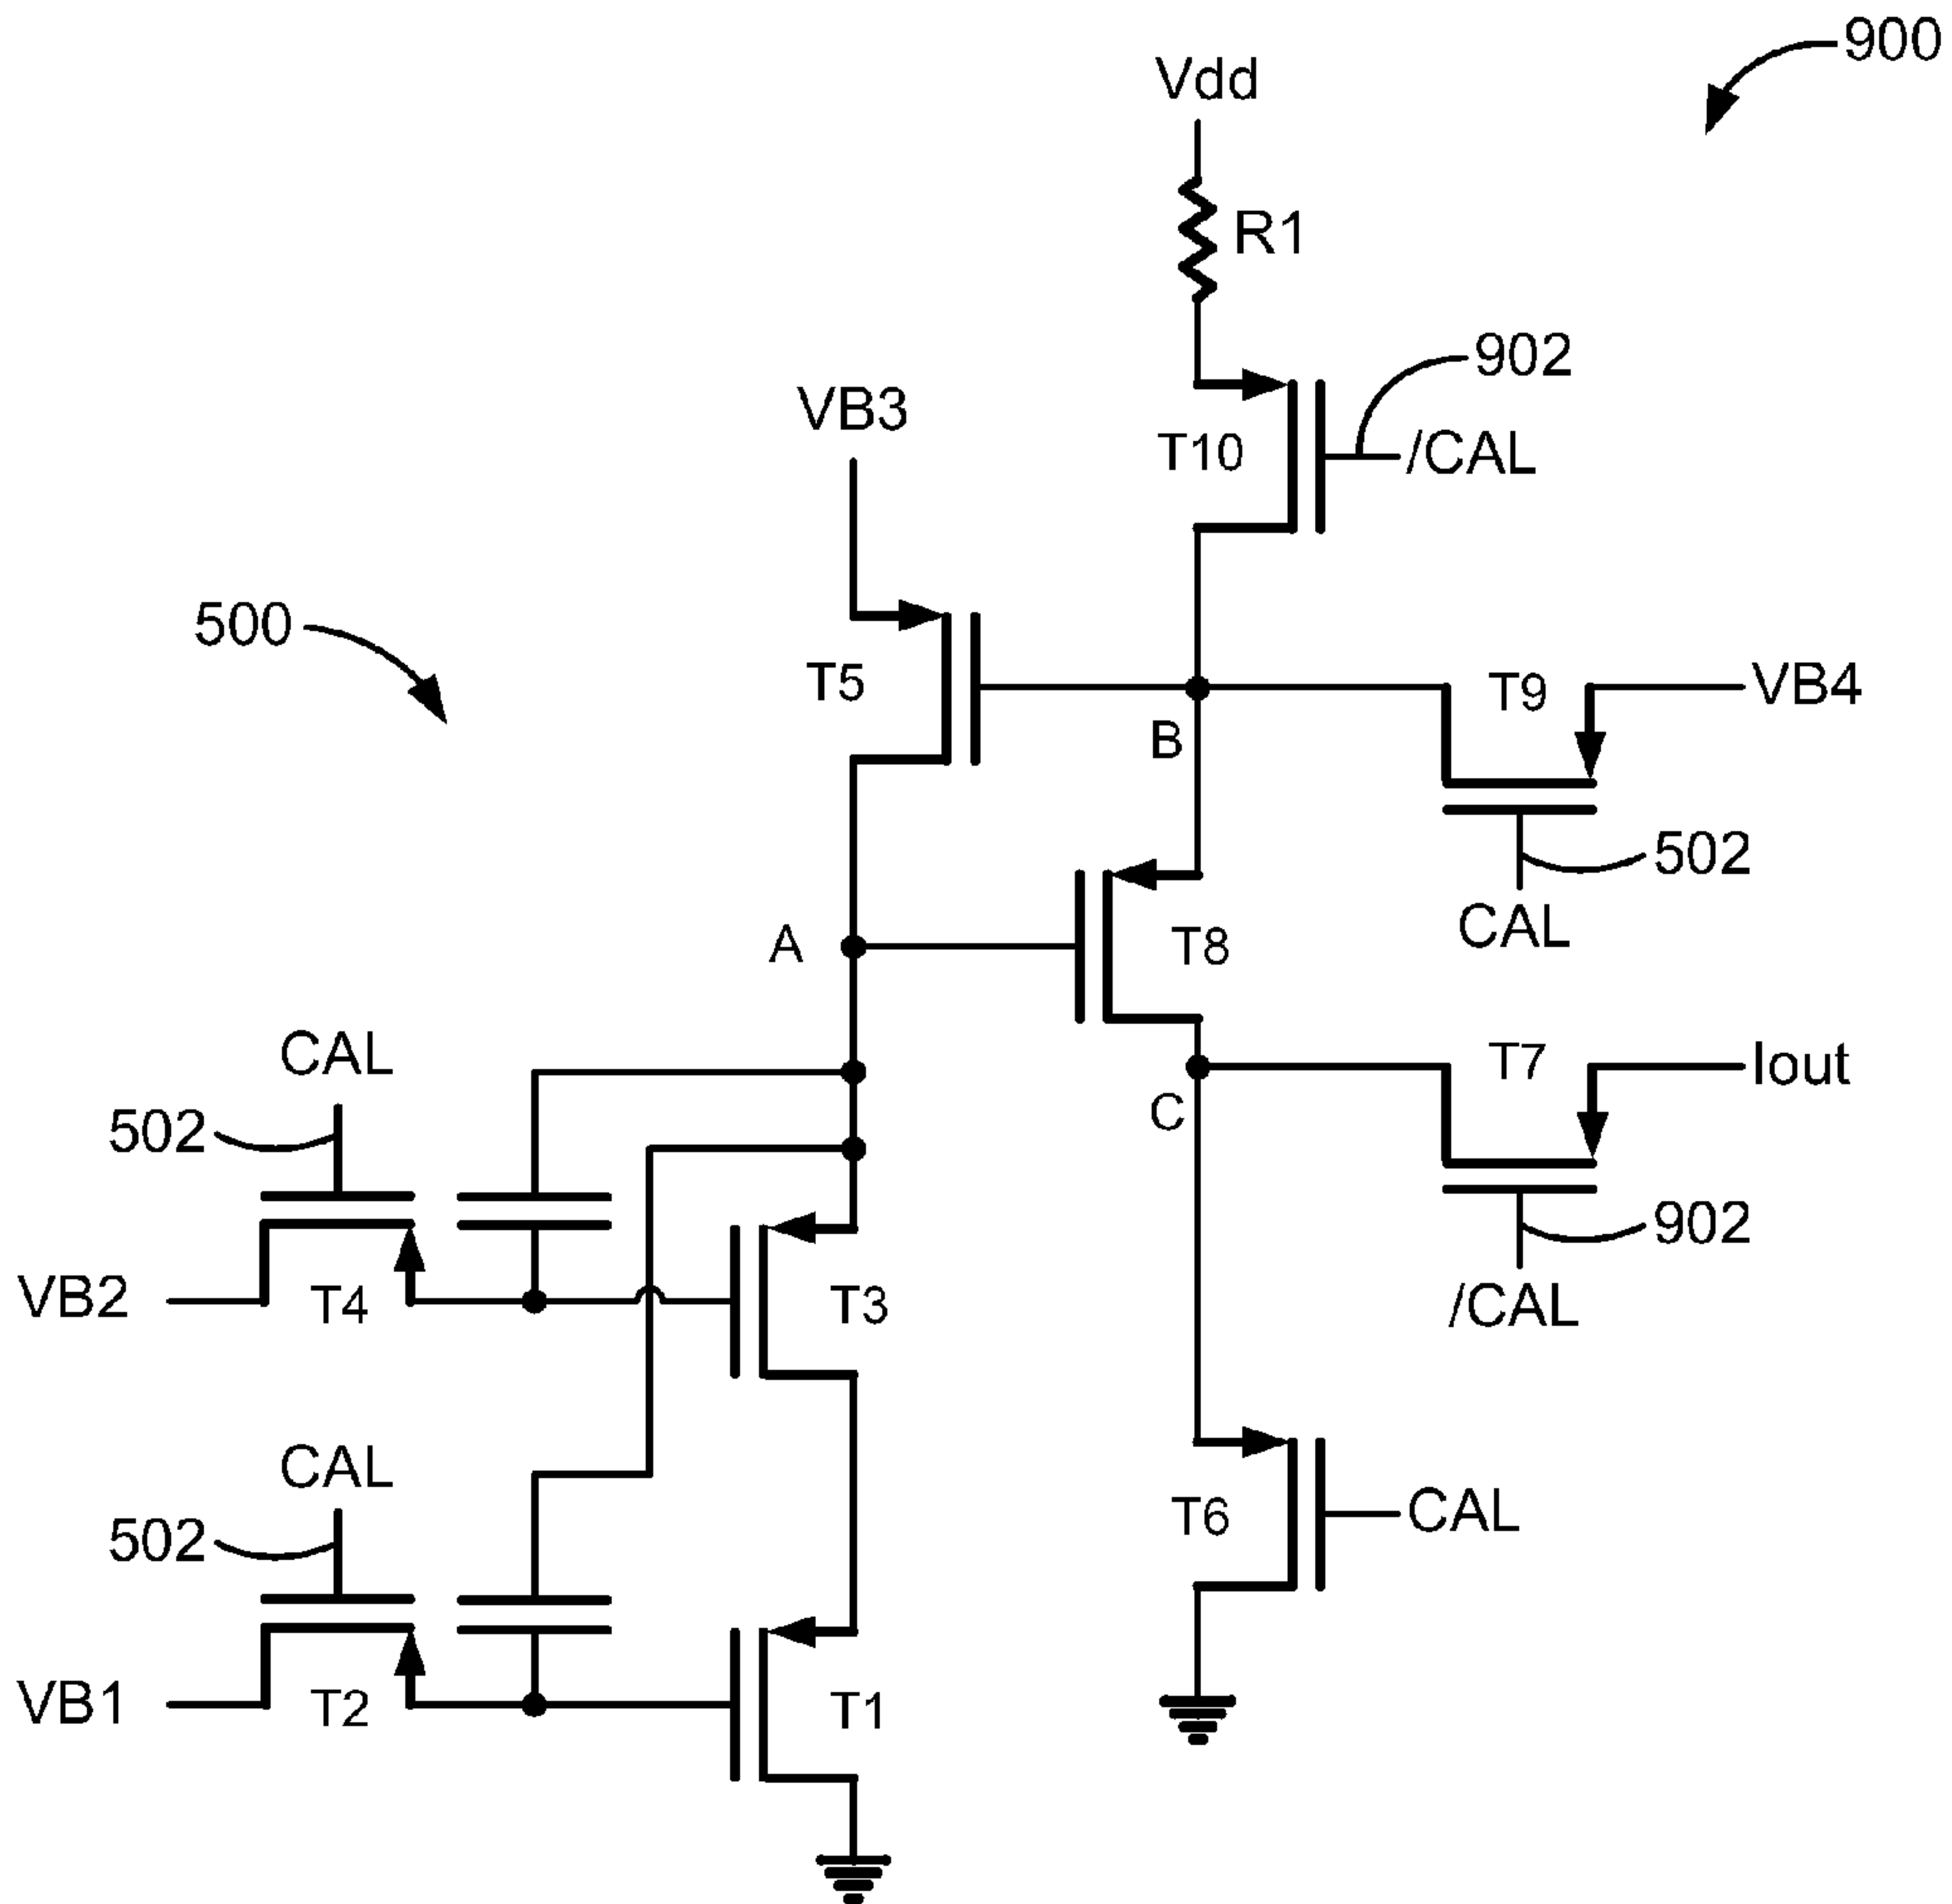 900
Vdd
R1
902
VB3
T10
/CAL
500
T5
T9
VB4
B
502
CAL
A
T8
CAL
502
T7
Iout
C
902
VB2
T4
T3
/CAL
CAL
502
T6
CAL
VB1
T2
T1